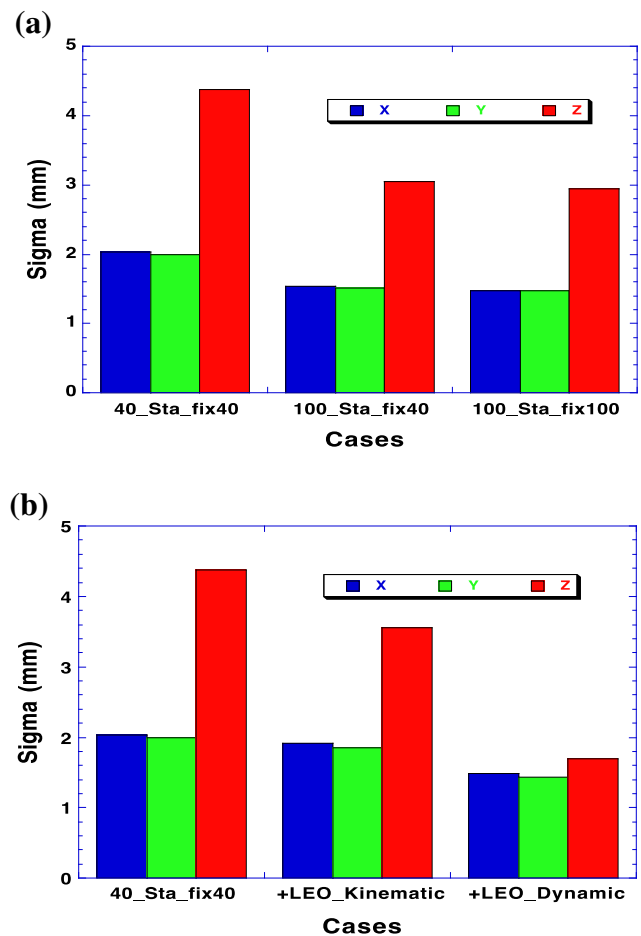 (a)
5
4
3
2
1
0
Sigma (mm)
X Y Z
40_Sta_fix40 100_Sta_fix40 100_Sta_fix100
Cases
(b)
5
4
3
2
1
0
Sigma (mm)
X Y Z
40_Sta_fix40 +LEO_Kinematic +LEO_Dynamic
Cases